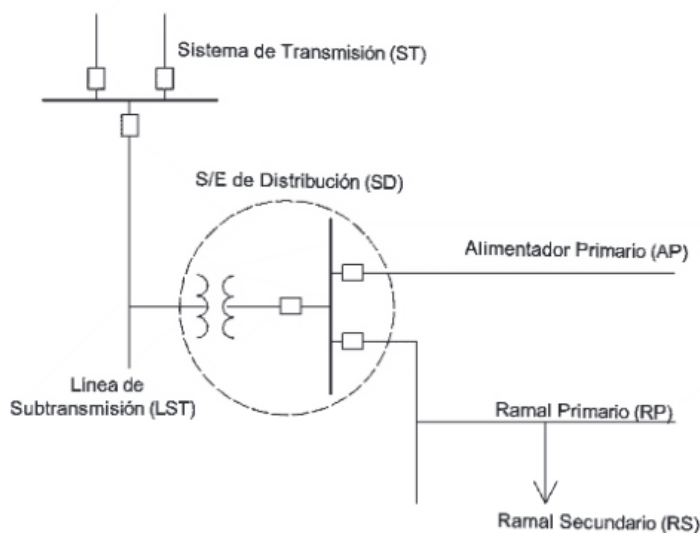 Sistema de Transmisión (ST)
S/E de Distribución (SD)
Alimentador Primario (AP)
Linea de
Subtransmisión (LST)
Ramal Primario (RP)
Ramal Secundario (RS)